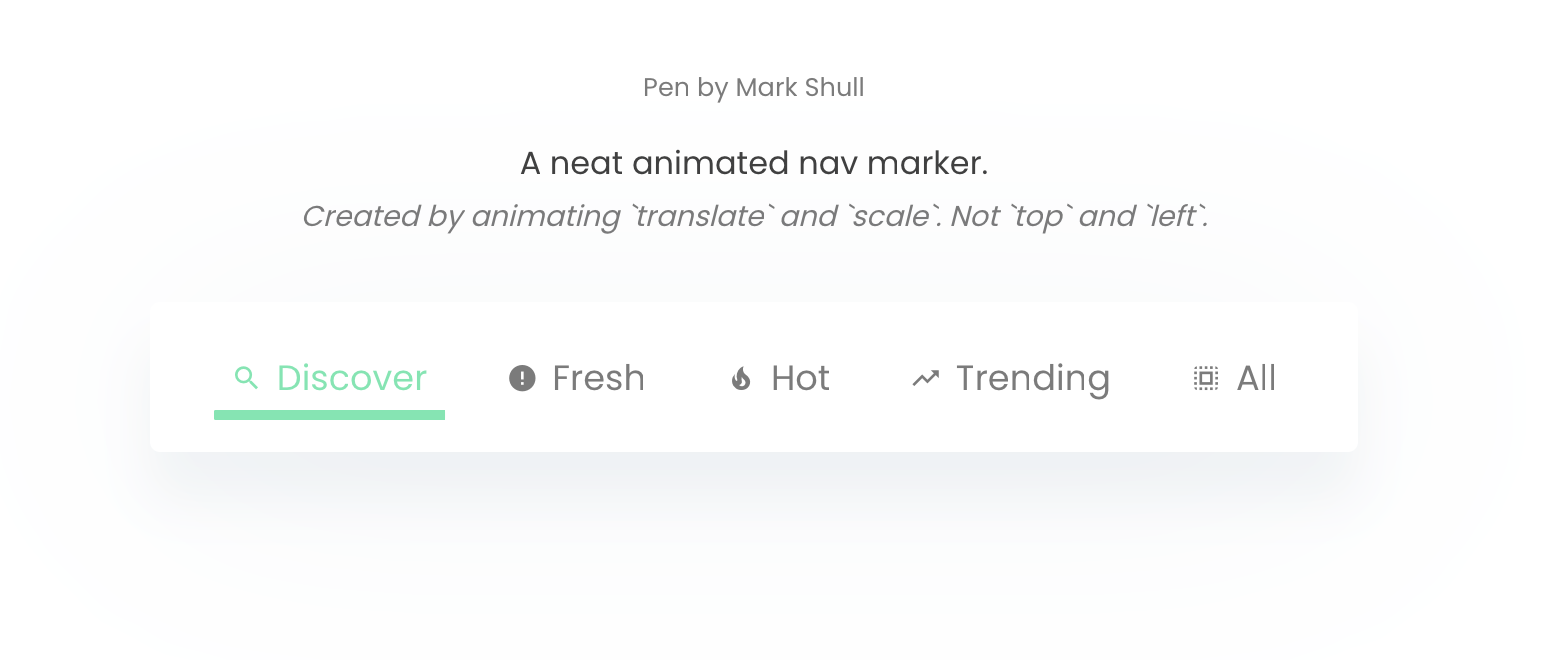 Pen by Mark Shull
A neat animated nav marker.
Created by animating `translate` and `scale`. Not `top` and `left`.
Discover Fresh Hot Trending All